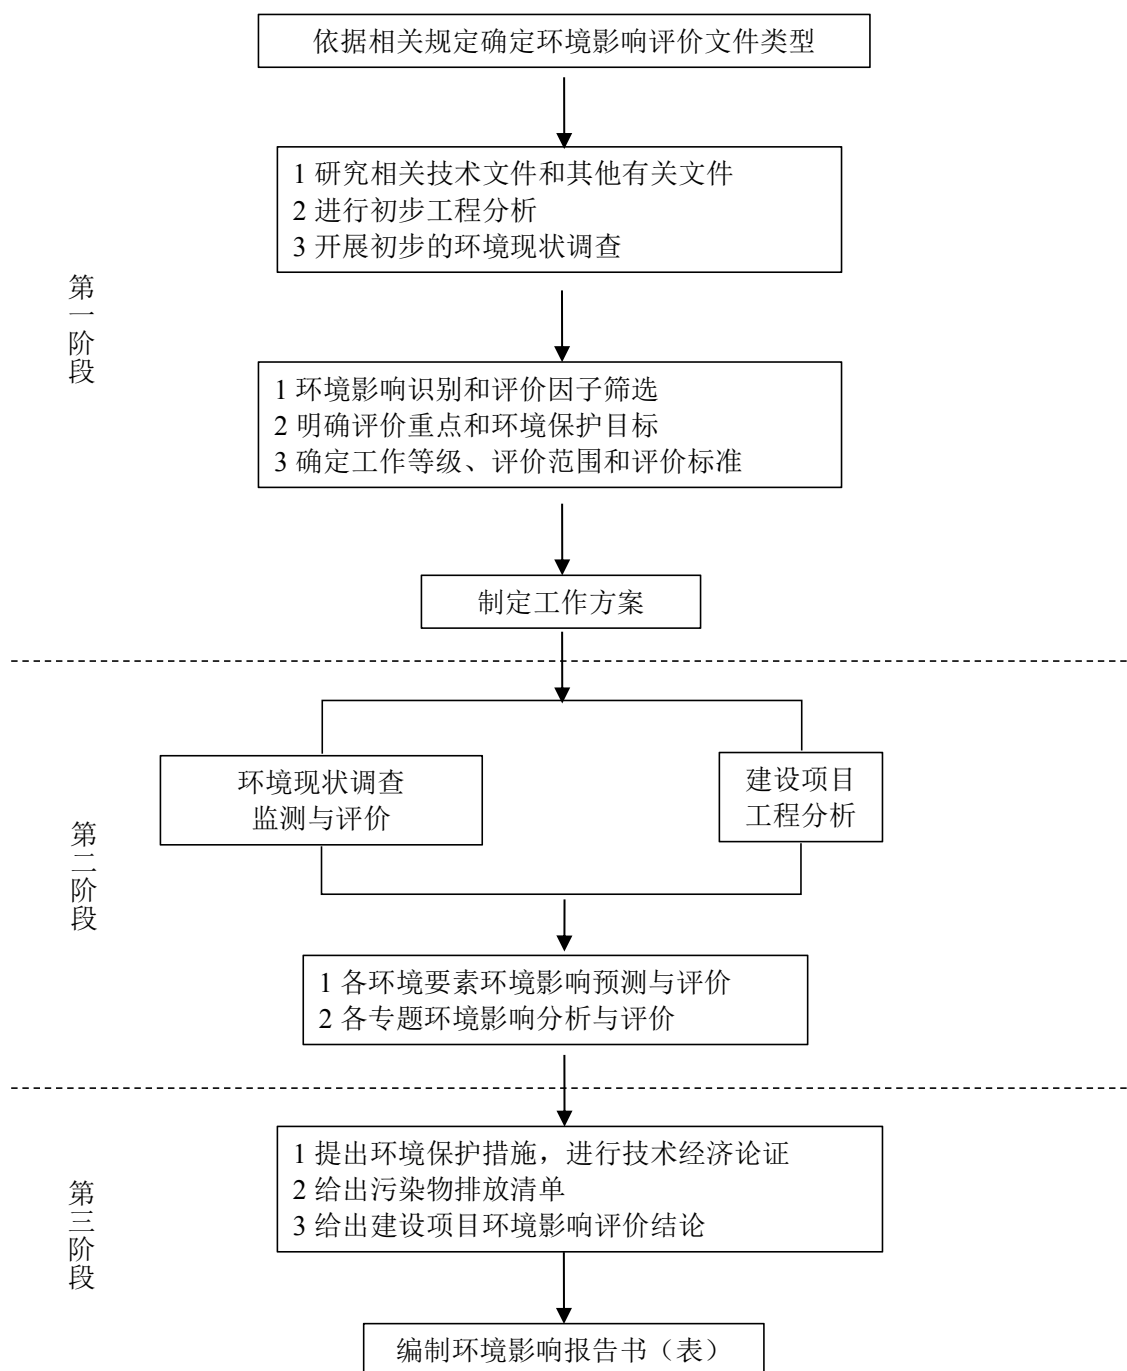 依据相关规定确定环境影响评价文件类型
1 研究相关技术文件和其他有关文件
2 进行初步工程分析
3 开展初步的环境现状调查
第一阶段
1 环境影响识别和评价因子筛选
2 明确评价重点和环境保护目标
3 确定工作等级、评价范围和评价标准
制定工作方案
环境现状调查
监测与评价
建设项目
工程分析
第二阶段
1 各环境要素环境影响预测与评价
2 各专题环境影响分析与评价
1 提出环境保护措施，进行技术经济论证
2 给出污染物排放清单
3 给出建设项目环境影响评价结论
第三阶段
编制环境影响报告书（表）